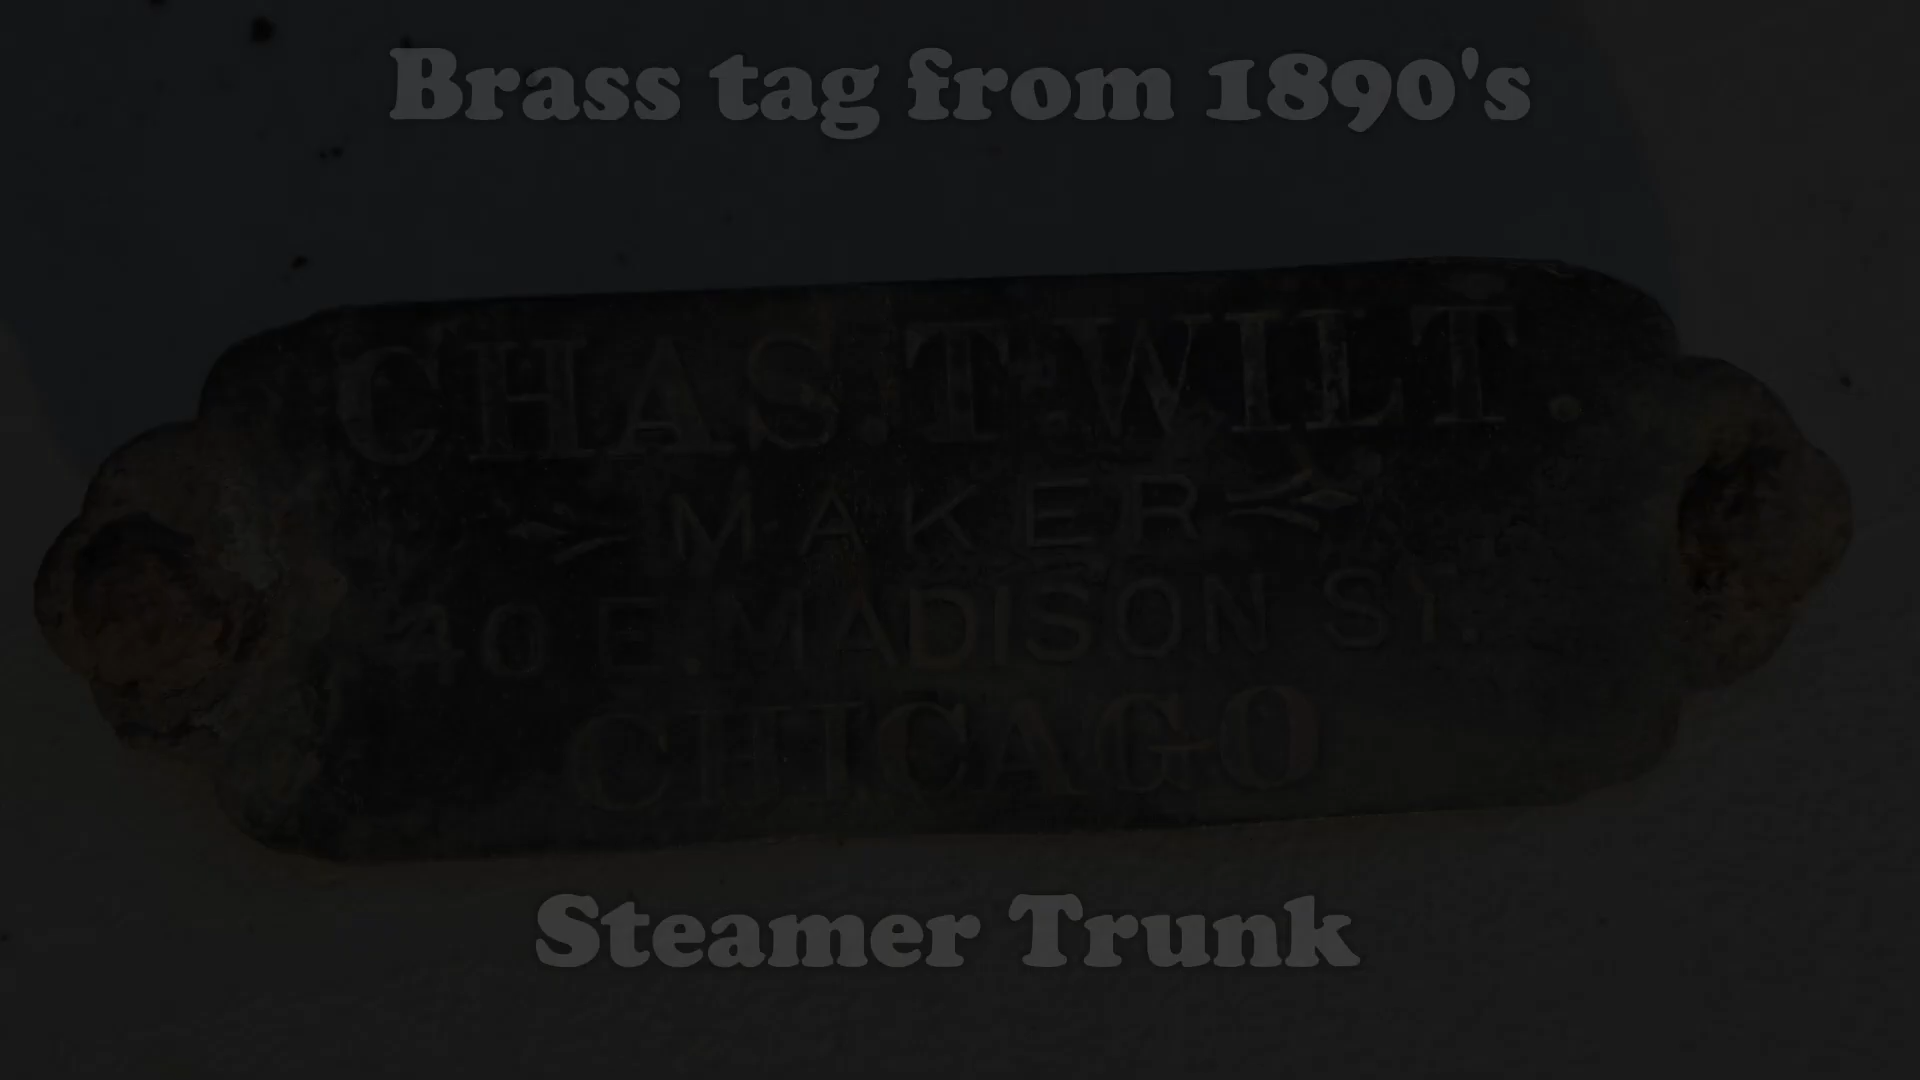 Brass tag from 1890's
CHAS. T. WILT.
MAKER
40 E. MADISON ST.
CHICAGO
Steamer Trunk